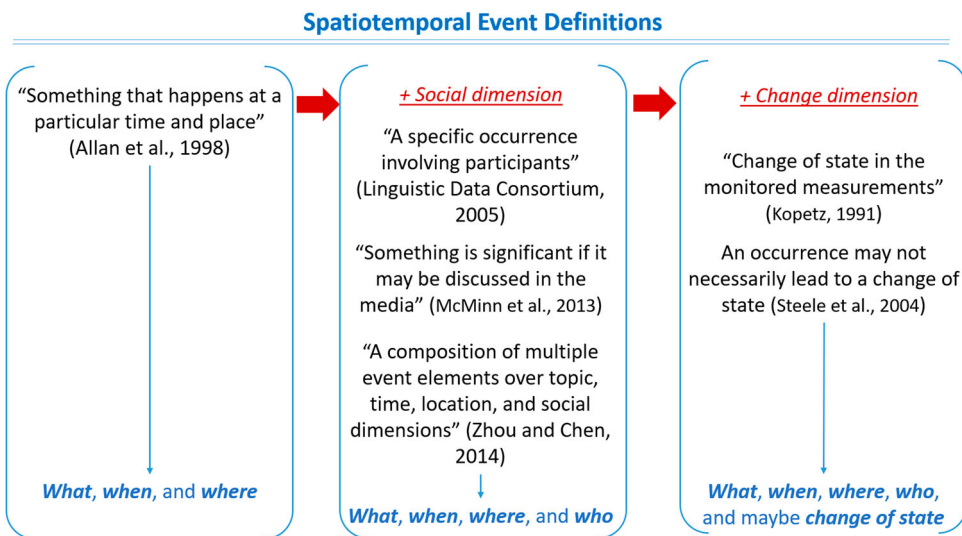 Spatiotemporal Event Definitions
“Something that happens at a
particular time and place”
(Allan et al., 1998)
What, when, and where
+ Social dimension
“A specific occurrence
involving participants”
(Linguistic Data Consortium,
2005)
“Something is significant if it
may be discussed in the
media” (McMinn et al., 2013)
“A composition of multiple
event elements over topic,
time, location, and social
dimensions” (Zhou and Chen,
2014)
What, when, where, and who
+ Change dimension
“Change of state in the
monitored measurements”
(Kopetz, 1991)
An occurrence may not
necessarily lead to a change of
state (Steele et al., 2004)
What, when, where, who,
and maybe change of state